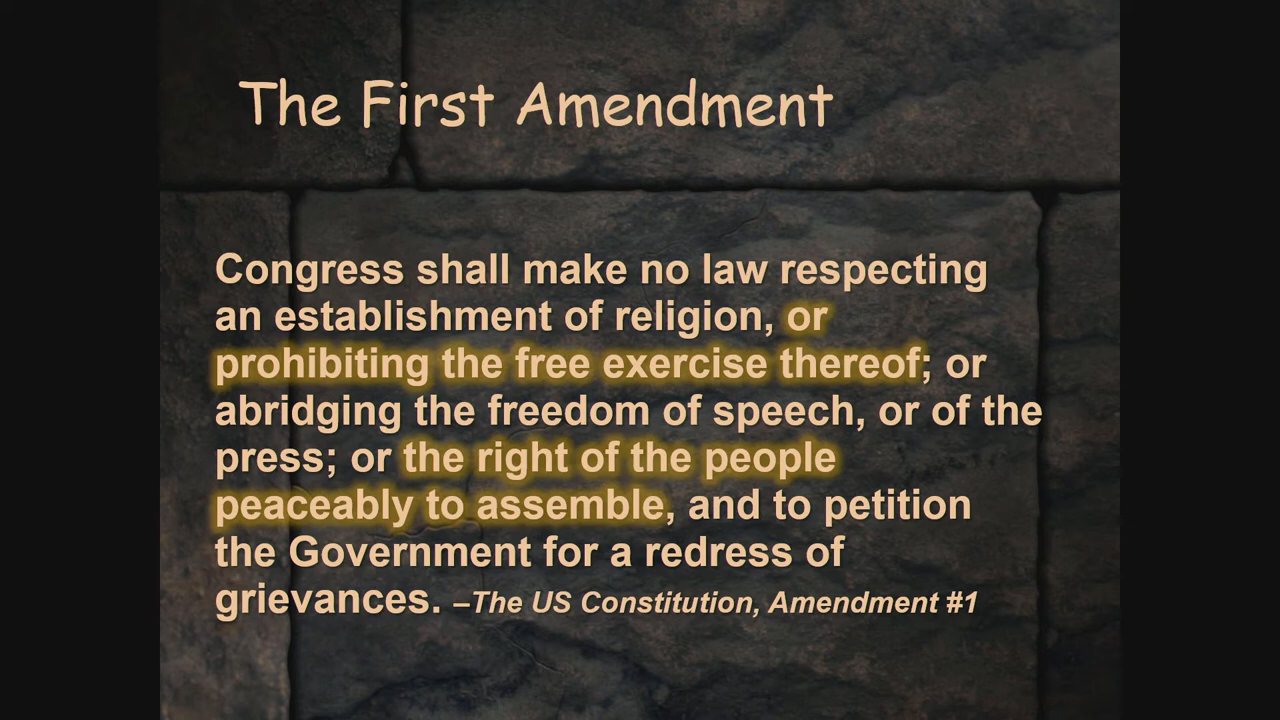 The First Amendment
Congress shall make no law respecting
an establishment of religion, or
prohibiting the free exercise thereof; or
abridging the freedom of speech, or of the
press; or the right of the people
peaceably to assemble, and to petition
the Government for a redress of
grievances. –The US Constitution, Amendment #1